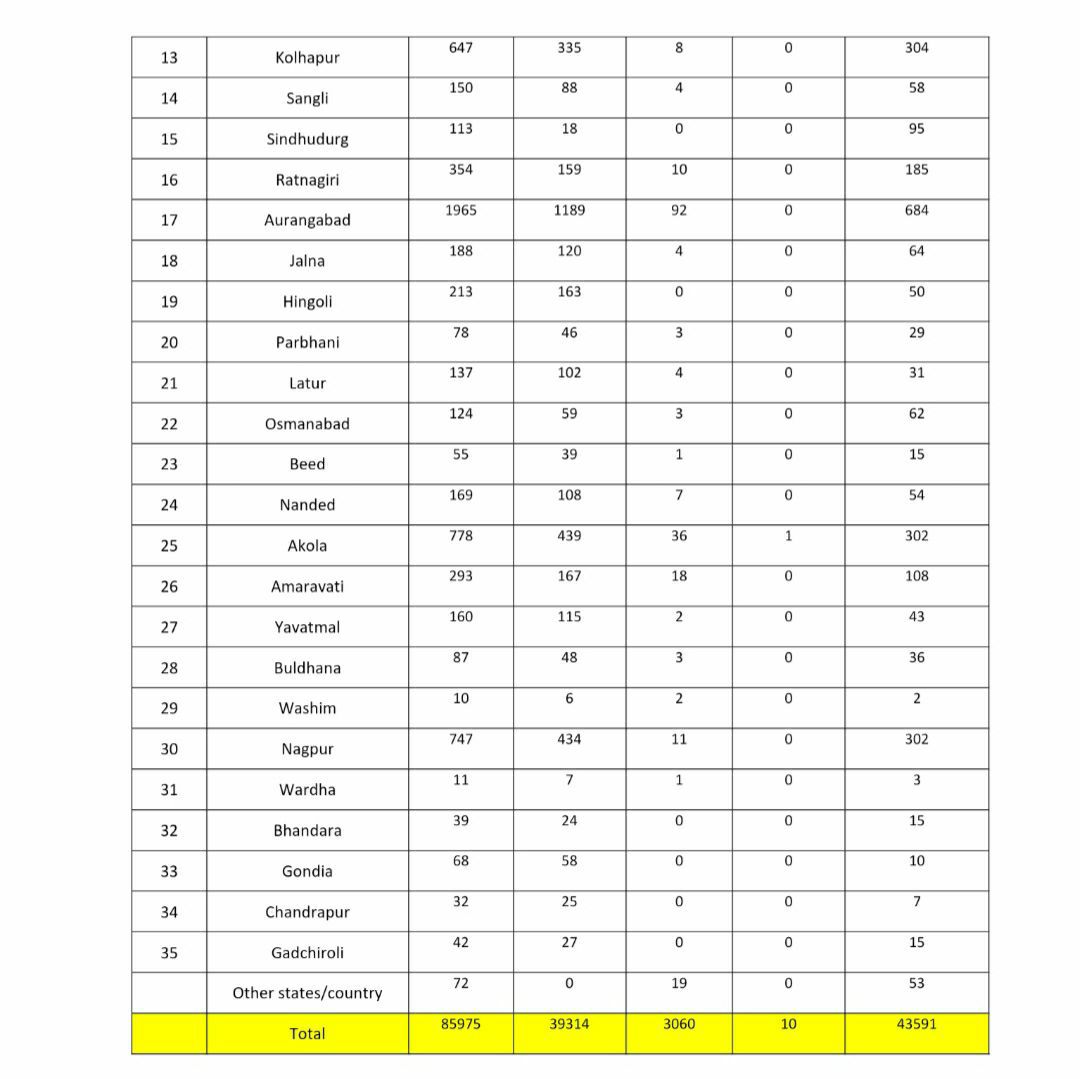 13 Kolhapur 647 335 8 0 304
14 Sangli 150 88 4 0 58
15 Sindhudurg 113 18 0 0 95
16 Ratnagiri 354 159 10 0 185
17 Aurangabad 1965 1189 92 0 684
18 Jalna 188 120 4 0 64
19 Hingoli 213 163 0 0 50
20 Parbhani 78 46 3 0 29
21 Latur 137 102 4 0 31
22 Osmanabad 124 59 3 0 62
23 Beed 55 39 1 0 15
24 Nanded 169 108 7 0 54
25 Akola 778 439 36 1 302
26 Amaravati 293 167 18 0 108
27 Yavatmal 160 115 2 0 43
28 Buldhana 87 48 3 0 36
29 Washim 10 6 2 0 2
30 Nagpur 747 434 11 0 302
31 Wardha 11 7 1 0 3
32 Bhandara 39 24 0 0 15
33 Gondia 68 58 0 0 10
34 Chandrapur 32 25 0 0 7
35 Gadchiroli 42 27 0 0 15
Other states/country 72 0 19 0 53
Total 85975 39314 3060 10 43591